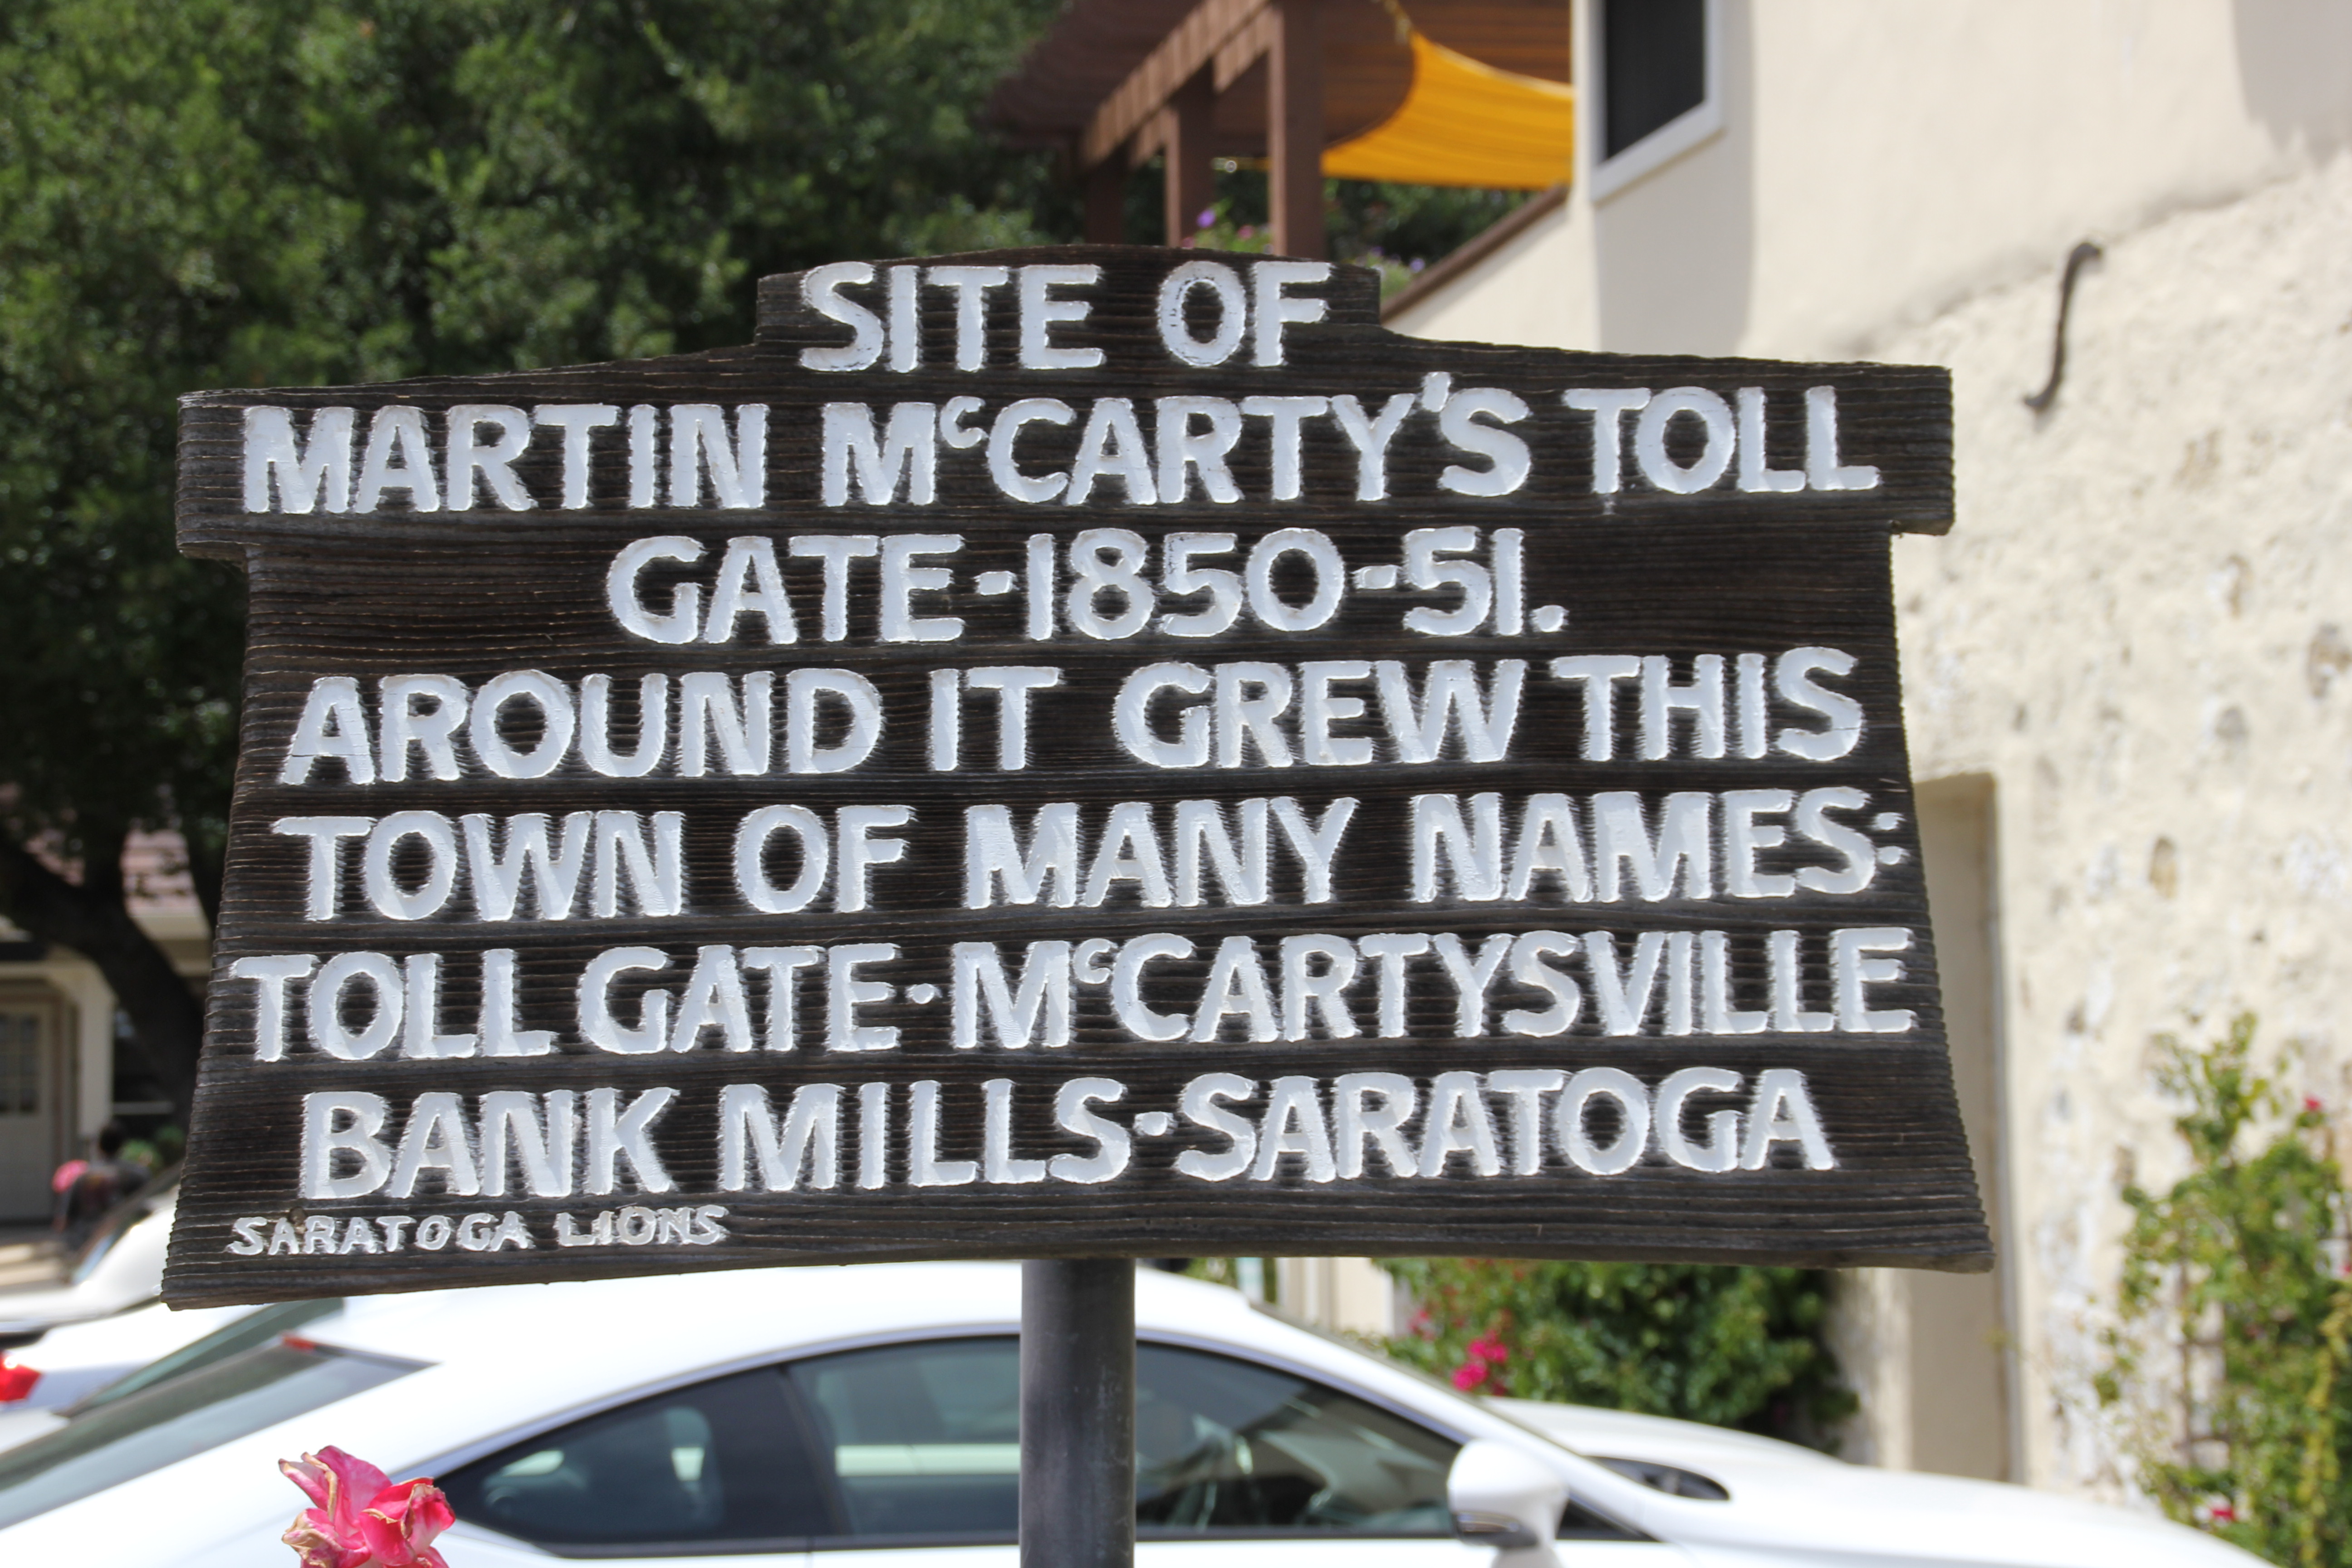 SITE OF
MARTIN McCARTY'S TOLL
GATE-1850-51.
AROUND IT GREW THIS
TOWN OF MANY NAMES:
TOLL GATE·McCARTYSVILLE
BANK MILLS·SARATOGA
SARATOGA LIONS